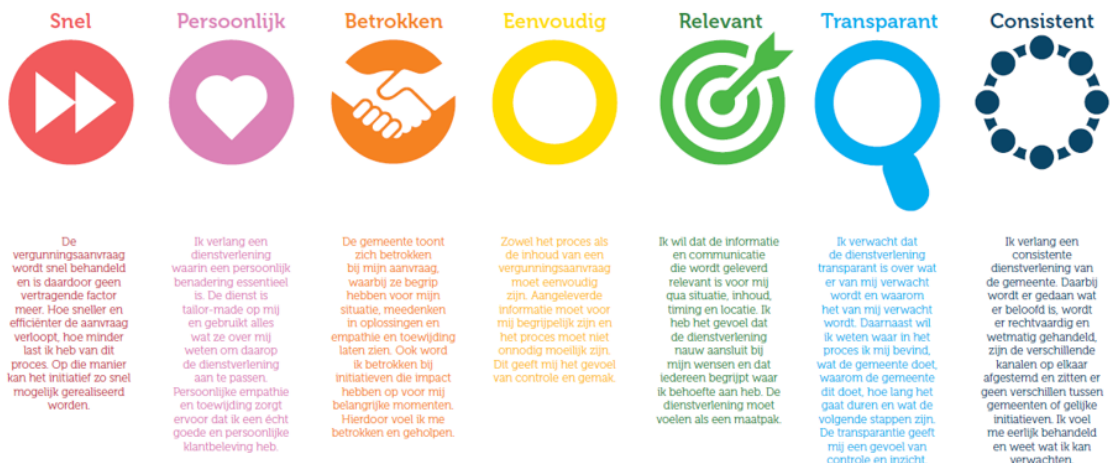 Snel
De
vergunningsaanvraag
wordt snel behandeld
en is daardoor geen
vertragende factor
meer. Hoe sneller en
efficiënter de aanvraag
verloopt, hoe minder
last ik heb van dit
proces. Op die manier
kan het initiatief zo snel
mogelijk gerealiseerd
worden.
Persoonlijk
Ik verlang een
dienstverlening
waarin een persoonlijk
benadering essentieel
is. De dienst is
tailor-made op mij
en gebruikt alles
wat ze over mij
weten om daarop
de dienstverlening
aan te passen.
Persoonlijke empathie
en toewijding zorgt
ervoor dat ik een écht
goede en persoonlijke
klantbeleving heb.
Betrokken
De gemeente toont
zich betrokken
bij mijn aanvraag,
waarbij ze begrip
hebben voor mijn
situatie, meedenken
in oplossingen en
empathie en toewijding
laten zien. Ook word
ik betrokken bij
initiatieven die impact
hebben op voor mij
belangrijke momenten.
Hierdoor voel ik me
betrokken en geholpen.
Eenvoudig
Zowel het proces als
de inhoud van een
vergunningsaanvraag
moet eenvoudig
zijn. Aangeleverde
informatie moet voor
mij begrijpelijk zijn en
het proces moet niet
onnodig moeilijk zijn.
Dit geeft mij het gevoel
van controle en gemak.
Relevant
Ik wil dat de informatie
en communicatie
die wordt geleverd
relevant is voor mij
qua situatie, inhoud,
timing en locatie. Ik
heb het gevoel dat
de dienstverlening
nauw aansluit bij
mijn wensen en dat
iedereen begrijpt waar
ik behoefte aan heb. De
dienstverlening moet
voelen als een maatpak.
Transparant
Ik verwacht dat
de dienstverlening
transparant is over wat
er van mij verwacht
wordt en waarom
het van mij verwacht
wordt. Daarnaast wil
ik weten waar in het
proces ik mij bevind,
wat de gemeente doet,
waarom de gemeente
dit doet, hoe lang het
gaat duren en wat de
volgende stappen zijn.
De transparantie geeft
mij een gevoel van
controle en inzicht.
Consistent
Ik verlang een
consistente
dienstverlening van
de gemeente. Daarbij
wordt er gedaan wat
er beloofd is, wordt
er rechtvaardig en
wetmatig gehandeld,
zijn de verschillende
kanalen op elkaar
afgestemd en zitten er
geen verschillen tussen
gemeenten of gelijke
initiatieven. Ik voel
me eerlijk behandeld
en weet wat ik kan
verwachten.